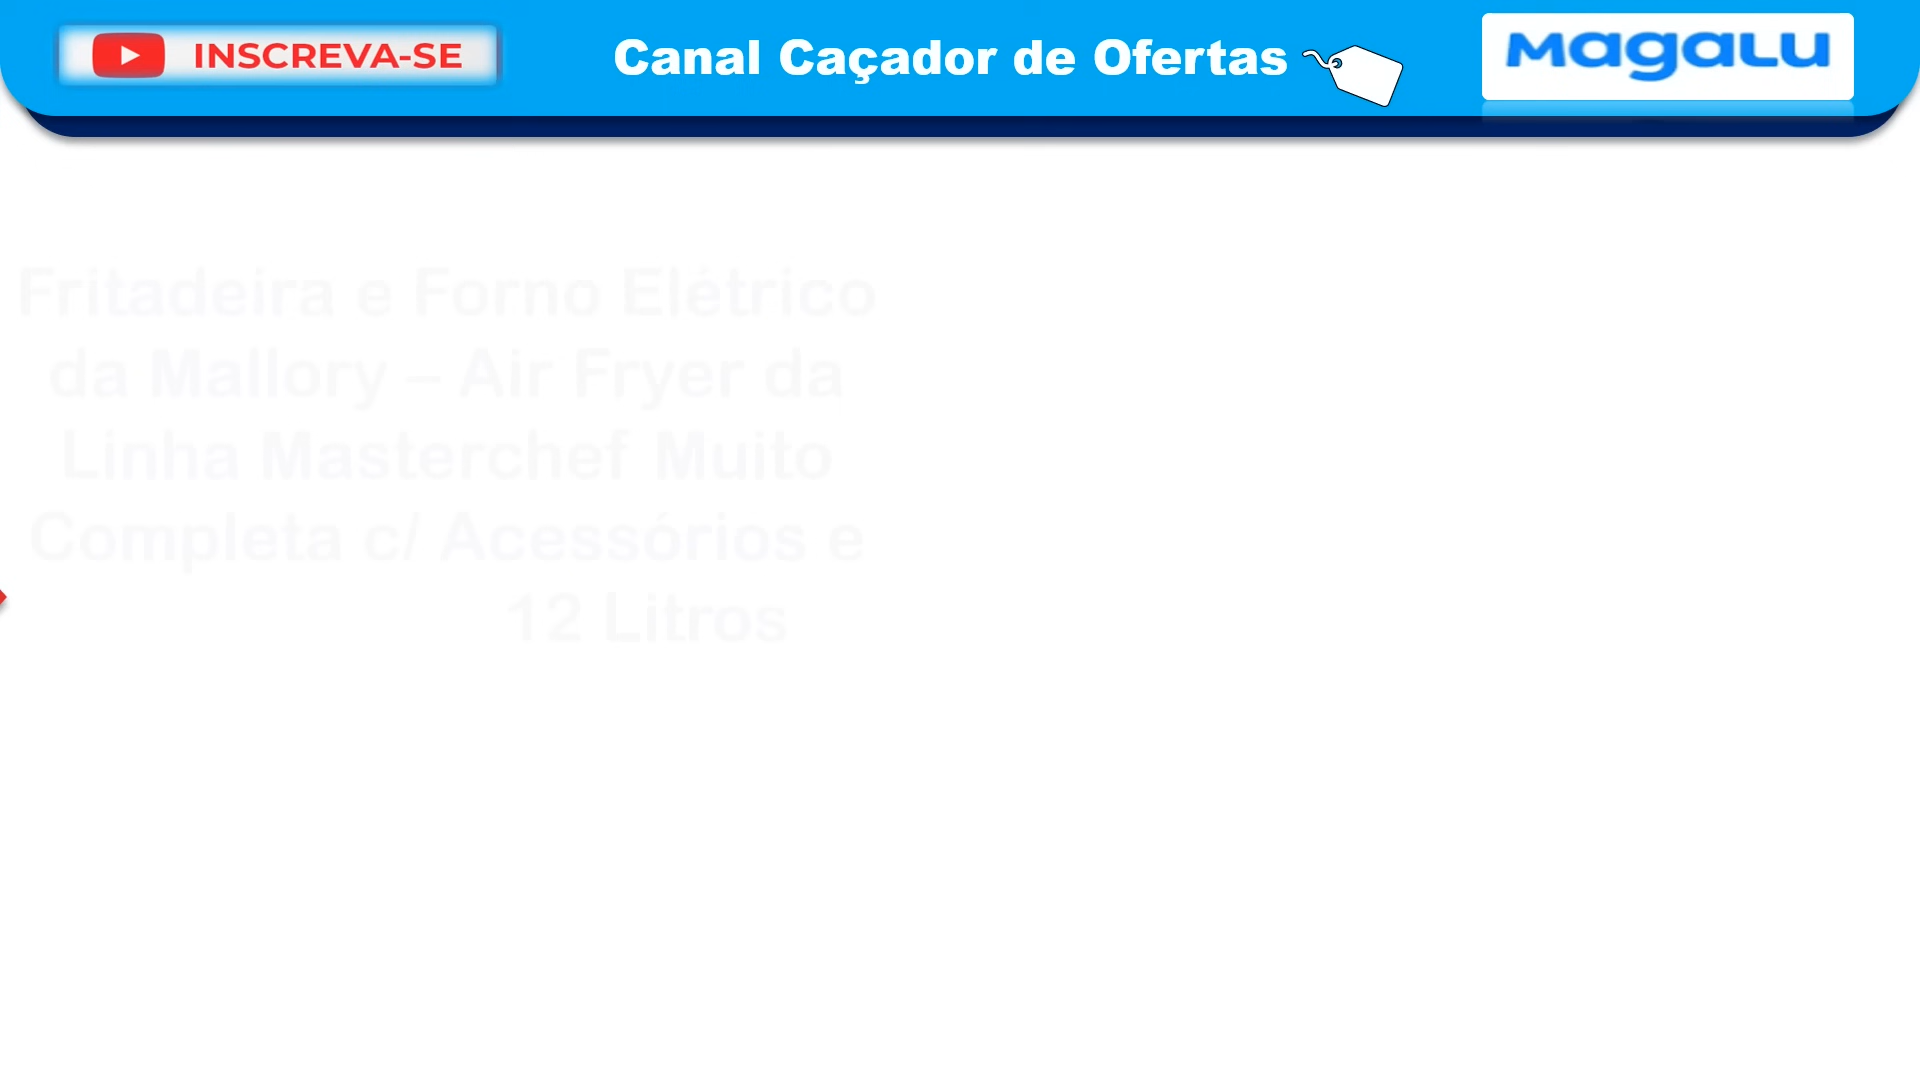 INSCREVA-SE
Canal Caçador de Ofertas
MagaLu
Fritadeira e Forno Elétrico
da Mallory – Air Fryer da
Linha Masterchef Muito
Completa c/ Acessórios e
12 Litros